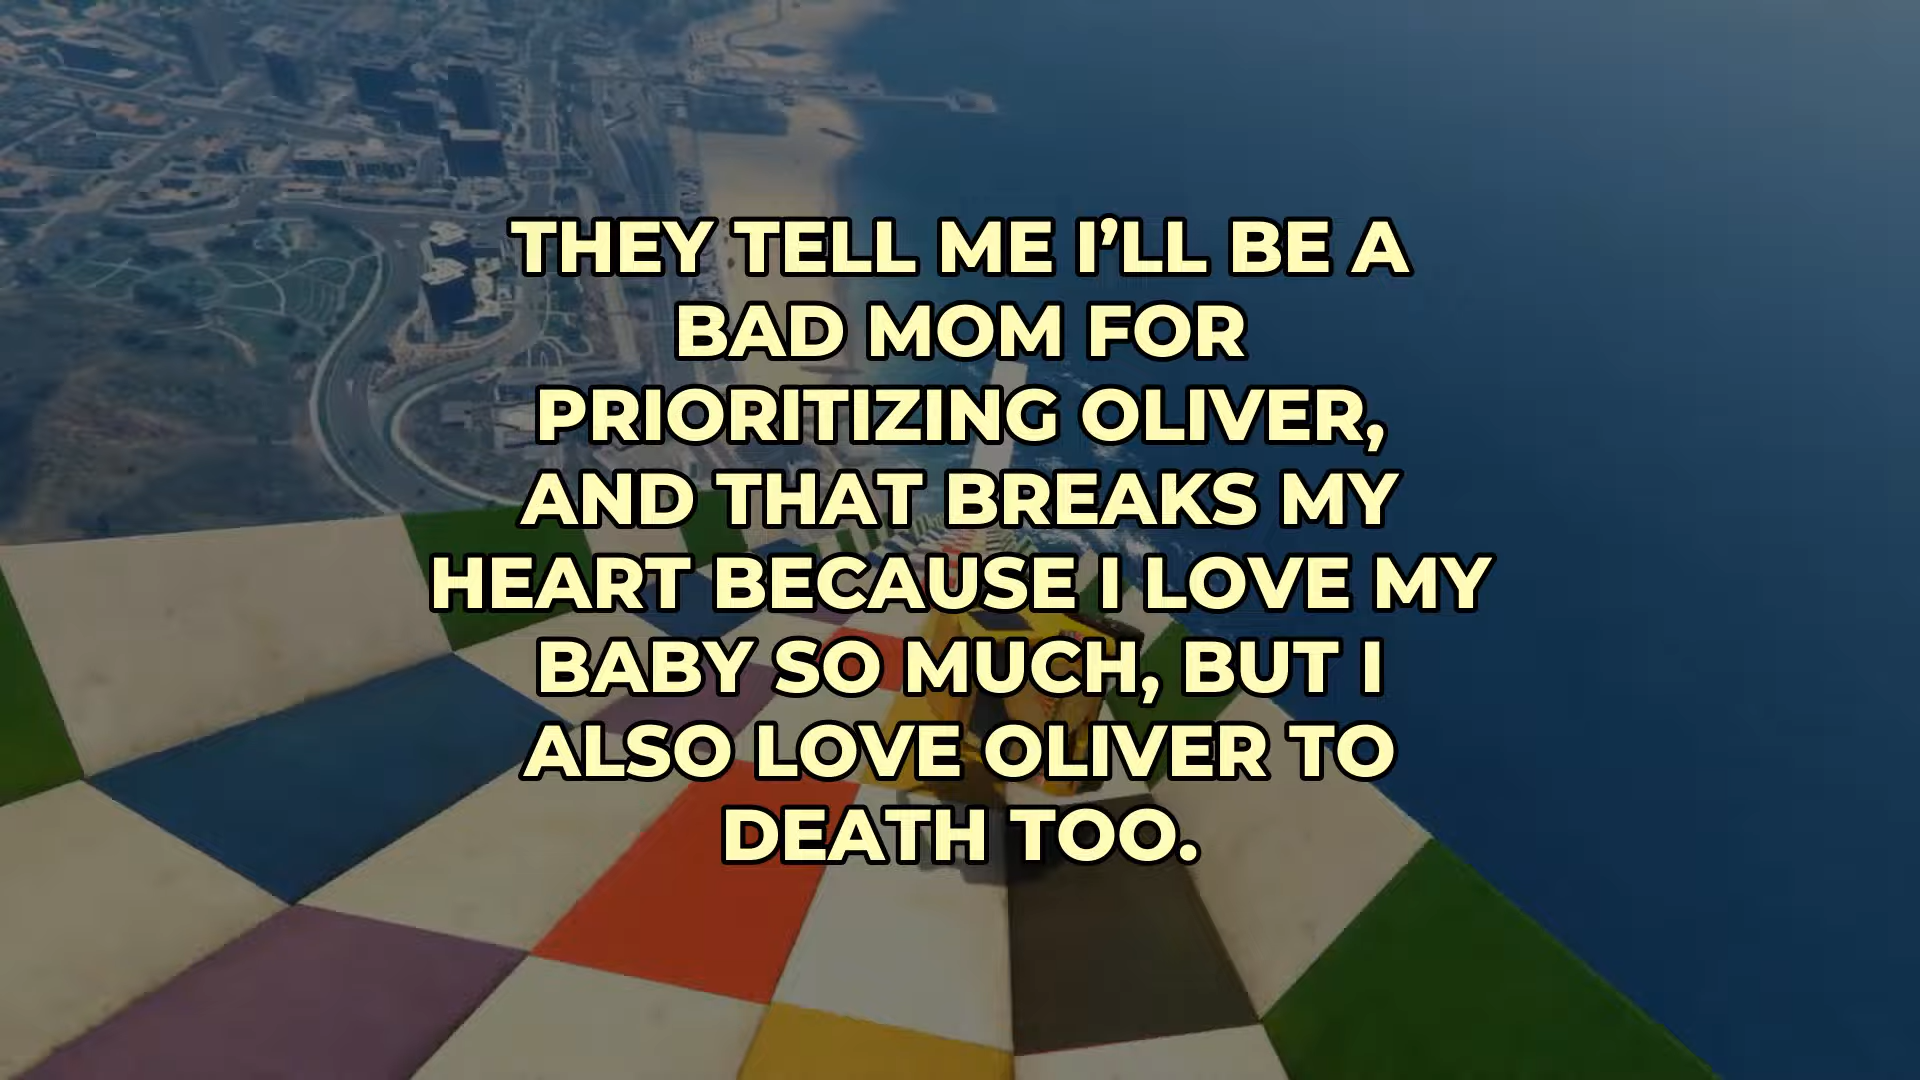 THEY TELL ME I’LL BE A
BAD MOM FOR
PRIORITIZING OLIVER,
AND THAT BREAKS MY
HEART BECAUSE I LOVE MY
BABY SO MUCH, BUT I
ALSO LOVE OLIVER TO
DEATH TOO.